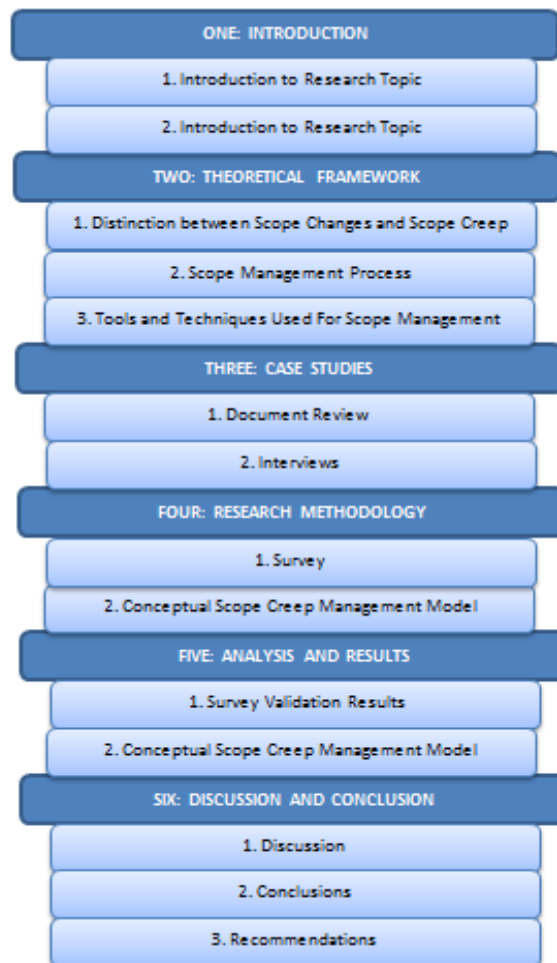 ONE: INTRODUCTION
1. Introduction to Research Topic
2. Introduction to Research Topic
TWO: THEORETICAL FRAMEWORK
1. Distinction between Scope Changes and Scope Creep
2. Scope Management Process
3. Tools and Techniques Used For Scope Management
THREE: CASE STUDIES
1. Document Review
2. Interviews
FOUR: RESEARCH METHODOLOGY
1. Survey
2. Conceptual Scope Creep Management Model
FIVE: ANALYSIS AND RESULTS
1. Survey Validation Results
2. Conceptual Scope Creep Management Model
SIX: DISCUSSION AND CONCLUSION
1. Discussion
2. Conclusions
3. Recommendations